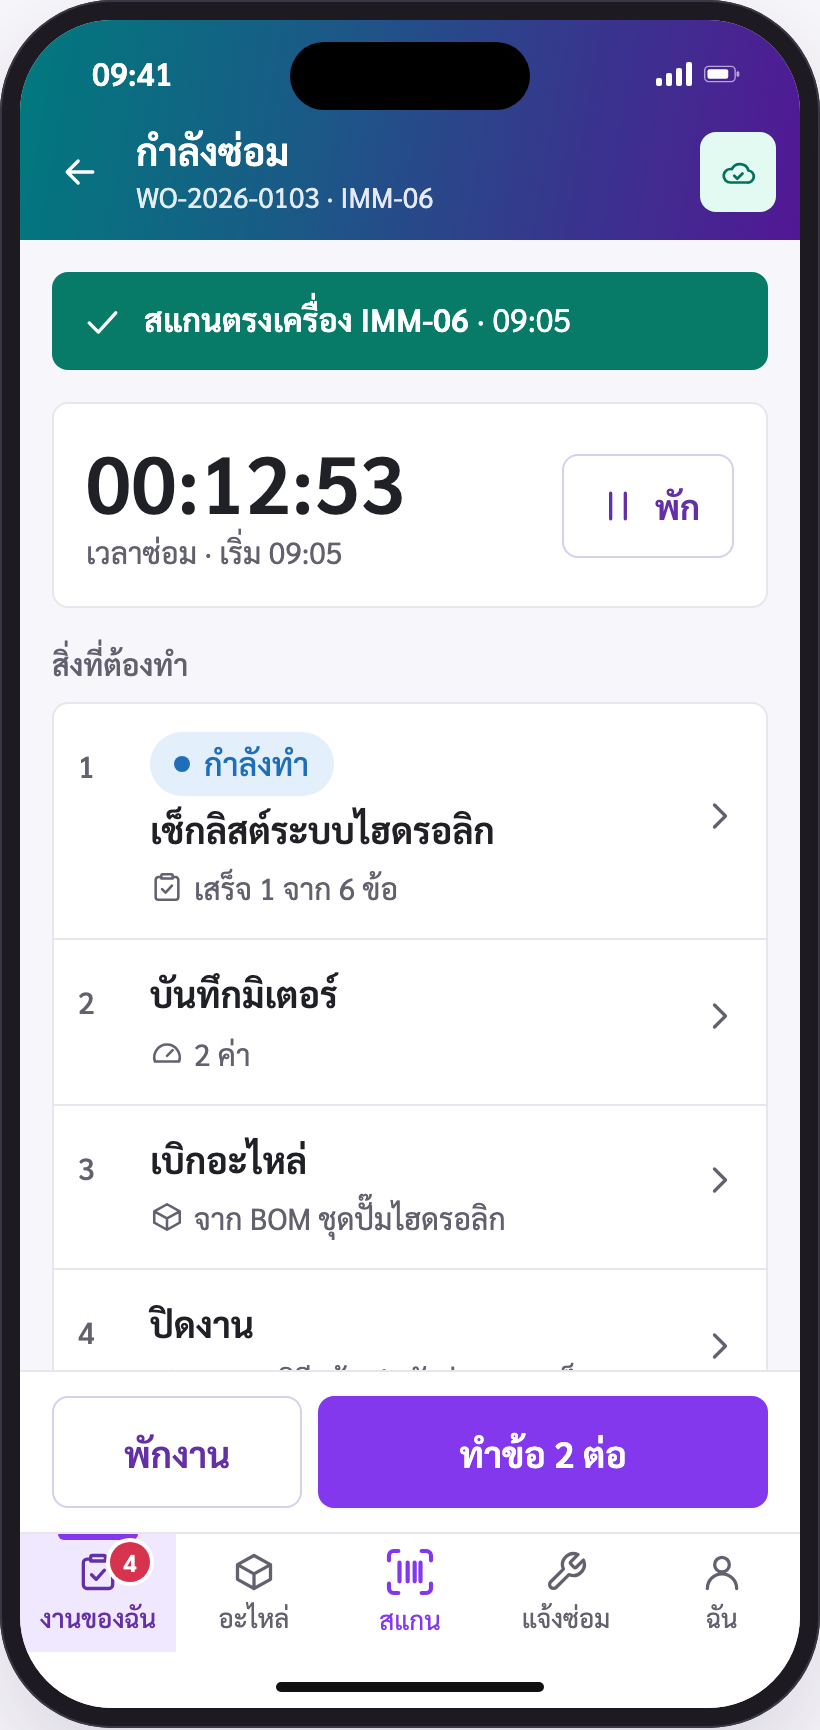 09:41
กำลังซ่อม
WO-2026-0103 · IMM-06
สแกนตรงเครื่อง IMM-06 · 09:05
00:12:53
พัก
เวลาซ่อม · เริ่ม 09:05
สิ่งที่ต้องทำ
1
กำลังทำ
เช็กลิสต์ระบบไฮดรอลิก
เสร็จ 1 จาก 6 ข้อ
2
บันทึกมิเตอร์
2 ค่า
3
เบิกอะไหล่
จาก BOM ชุดปั๊มไฮดรอลิก
4
ปิดงาน
พักงาน
ทำข้อ 2 ต่อ
4
งานของฉัน
อะไหล่
สแกน
แจ้งซ่อม
ฉัน